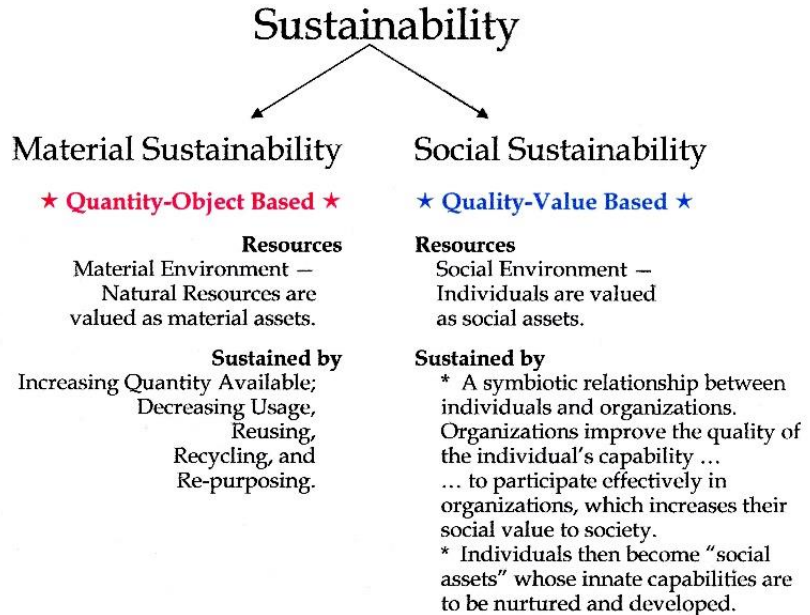 Sustainability
Material Sustainability
★ Quantity-Object Based ★
Resources
Material Environment —
Natural Resources are
valued as material assets.
Sustained by
Increasing Quantity Available;
Decreasing Usage,
Reusing,
Recycling, and
Re-purposing.
Social Sustainability
★ Quality-Value Based ★
Resources
Social Environment —
Individuals are valued
as social assets.
Sustained by
* A symbiotic relationship between
individuals and organizations.
Organizations improve the quality of
the individual's capability ...
... to participate effectively in
organizations, which increases their
social value to society.
* Individuals then become “social
assets” whose innate capabilities are
to be nurtured and developed.